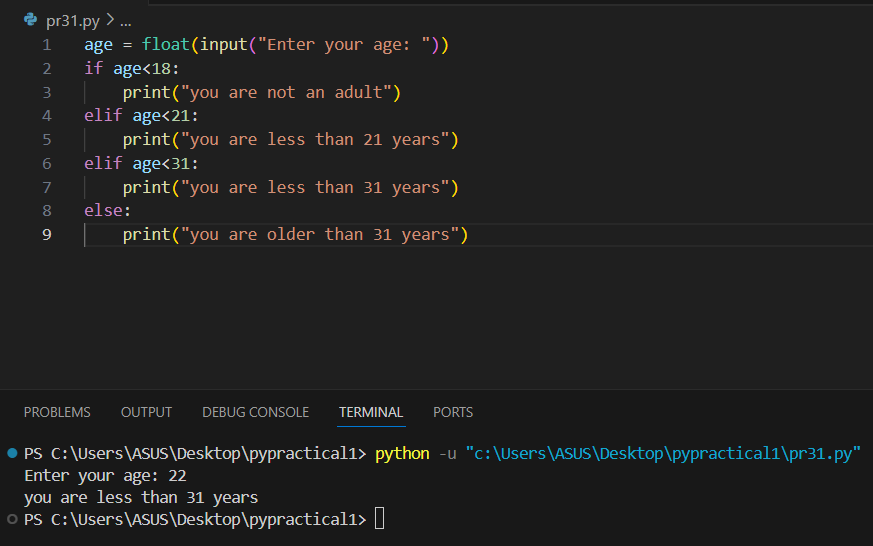 pr31.py > ...
1 age = float(input("Enter your age: "))
2 if age<18:
3     print("you are not an adult")
4 elif age<21:
5     print("you are less than 21 years")
6 elif age<31:
7     print("you are less than 31 years")
8 else:
9     print("you are older than 31 years")
PROBLEMS OUTPUT DEBUG CONSOLE TERMINAL PORTS
PS C:\Users\ASUS\Desktop\pypractical1> python -u "c:\Users\ASUS\Desktop\pypractical1\pr31.py"
Enter your age: 22
you are less than 31 years
PS C:\Users\ASUS\Desktop\pypractical1>